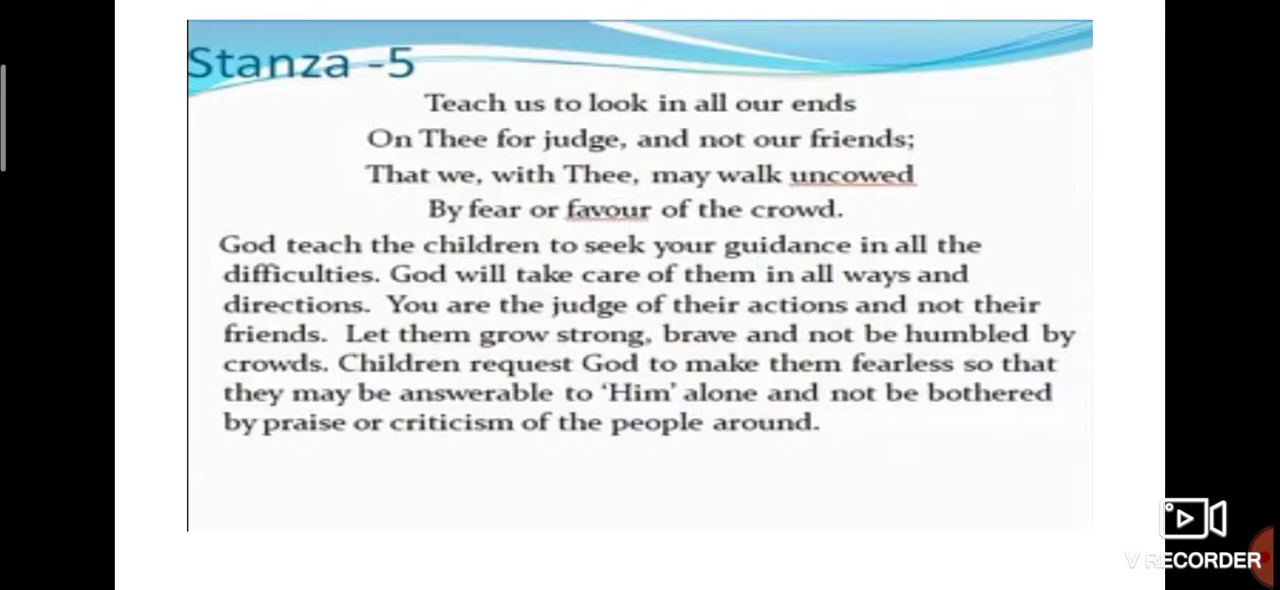 Stanza -5
Teach us to look in all our ends
On Thee for judge, and not our friends;
That we, with Thee, may walk uncowed
By fear or favour of the crowd.
God teach the children to seek your guidance in all the
difficulties. God will take care of them in all ways and
directions. You are the judge of their actions and not their
friends. Let them grow strong, brave and not be humbled by
crowds. Children request God to make them fearless so that
they may be answerable to ‘Him’ alone and not be bothered
by praise or criticism of the people around.
V RECORDER